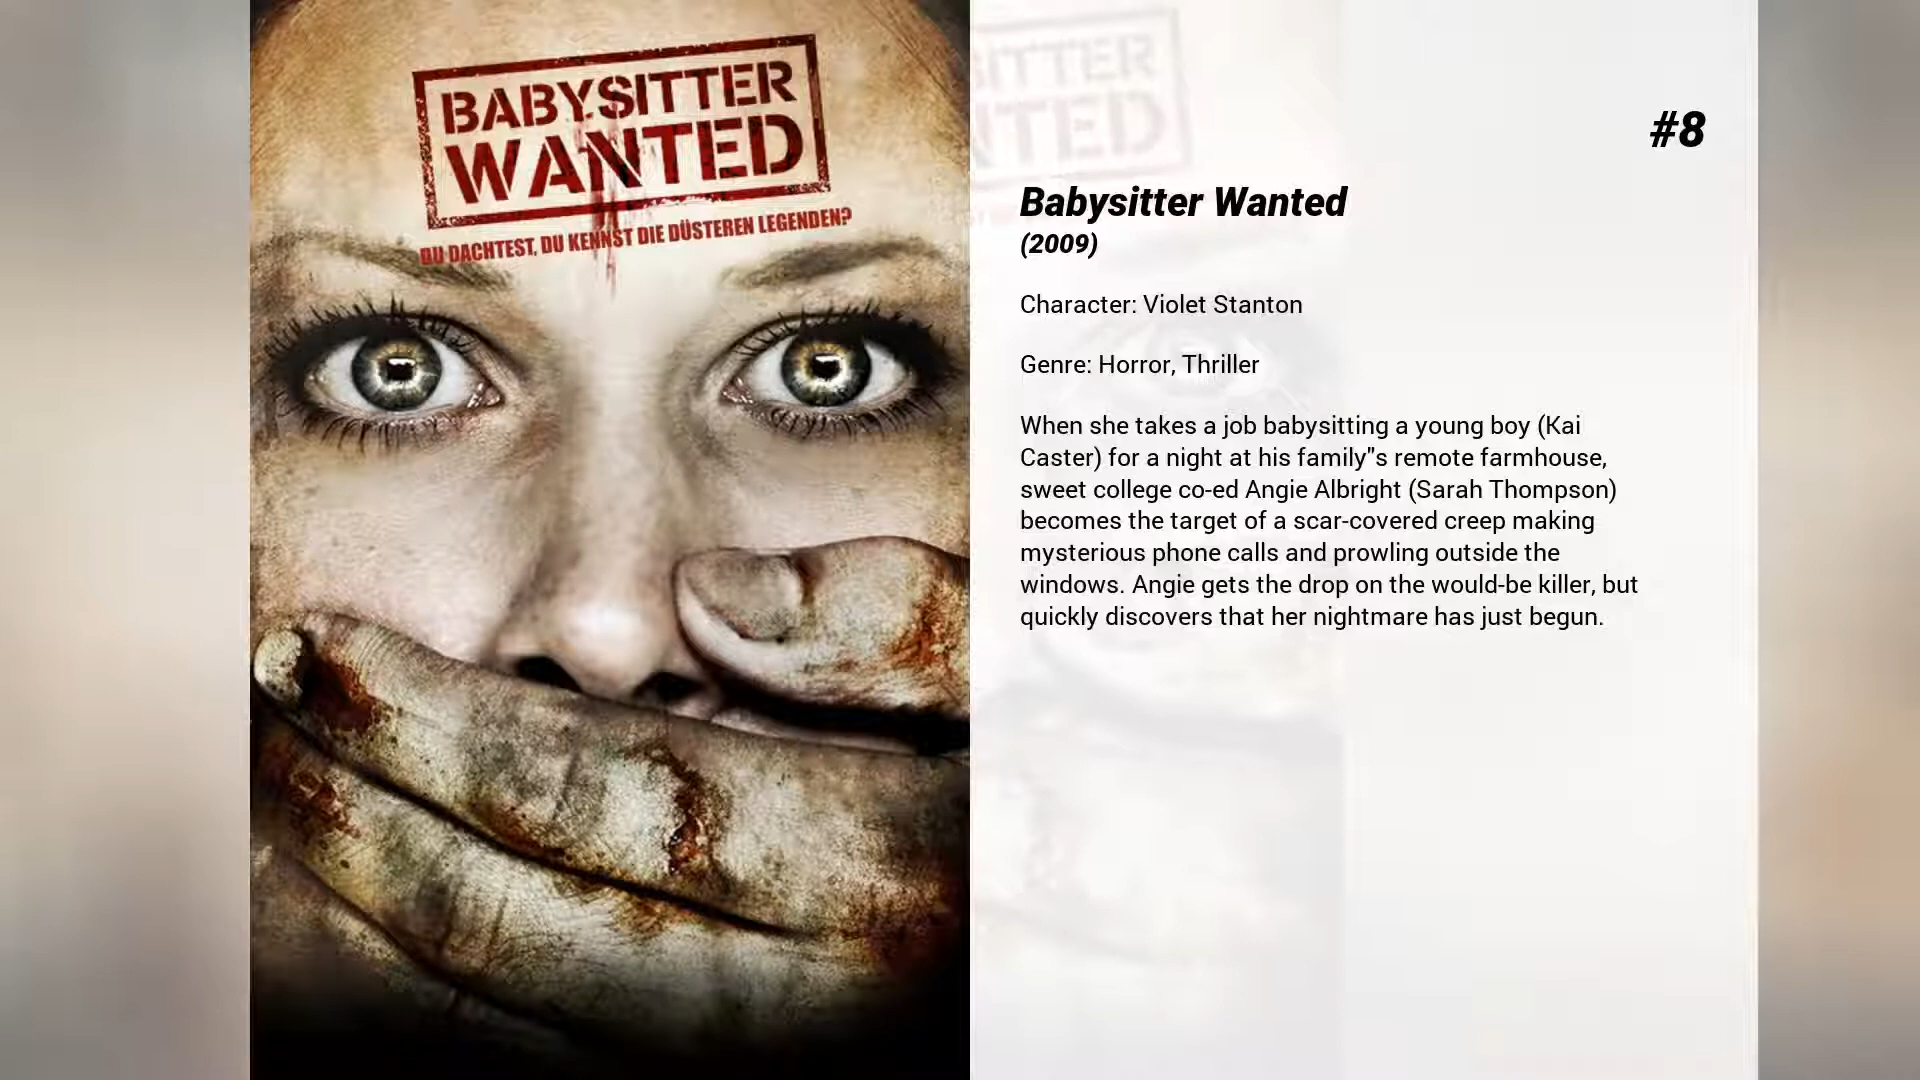 BABYSITTER
WANTED
DU DACHTEST, DU KENNST DIE DÜSTEREN LEGENDEN?
#8
Babysitter Wanted
(2009)
Character: Violet Stanton
Genre: Horror, Thriller
When she takes a job babysitting a young boy (Kai
Caster) for a night at his family"s remote farmhouse,
sweet college co-ed Angie Albright (Sarah Thompson)
becomes the target of a scar-covered creep making
mysterious phone calls and prowling outside the
windows. Angie gets the drop on the would-be killer, but
quickly discovers that her nightmare has just begun.